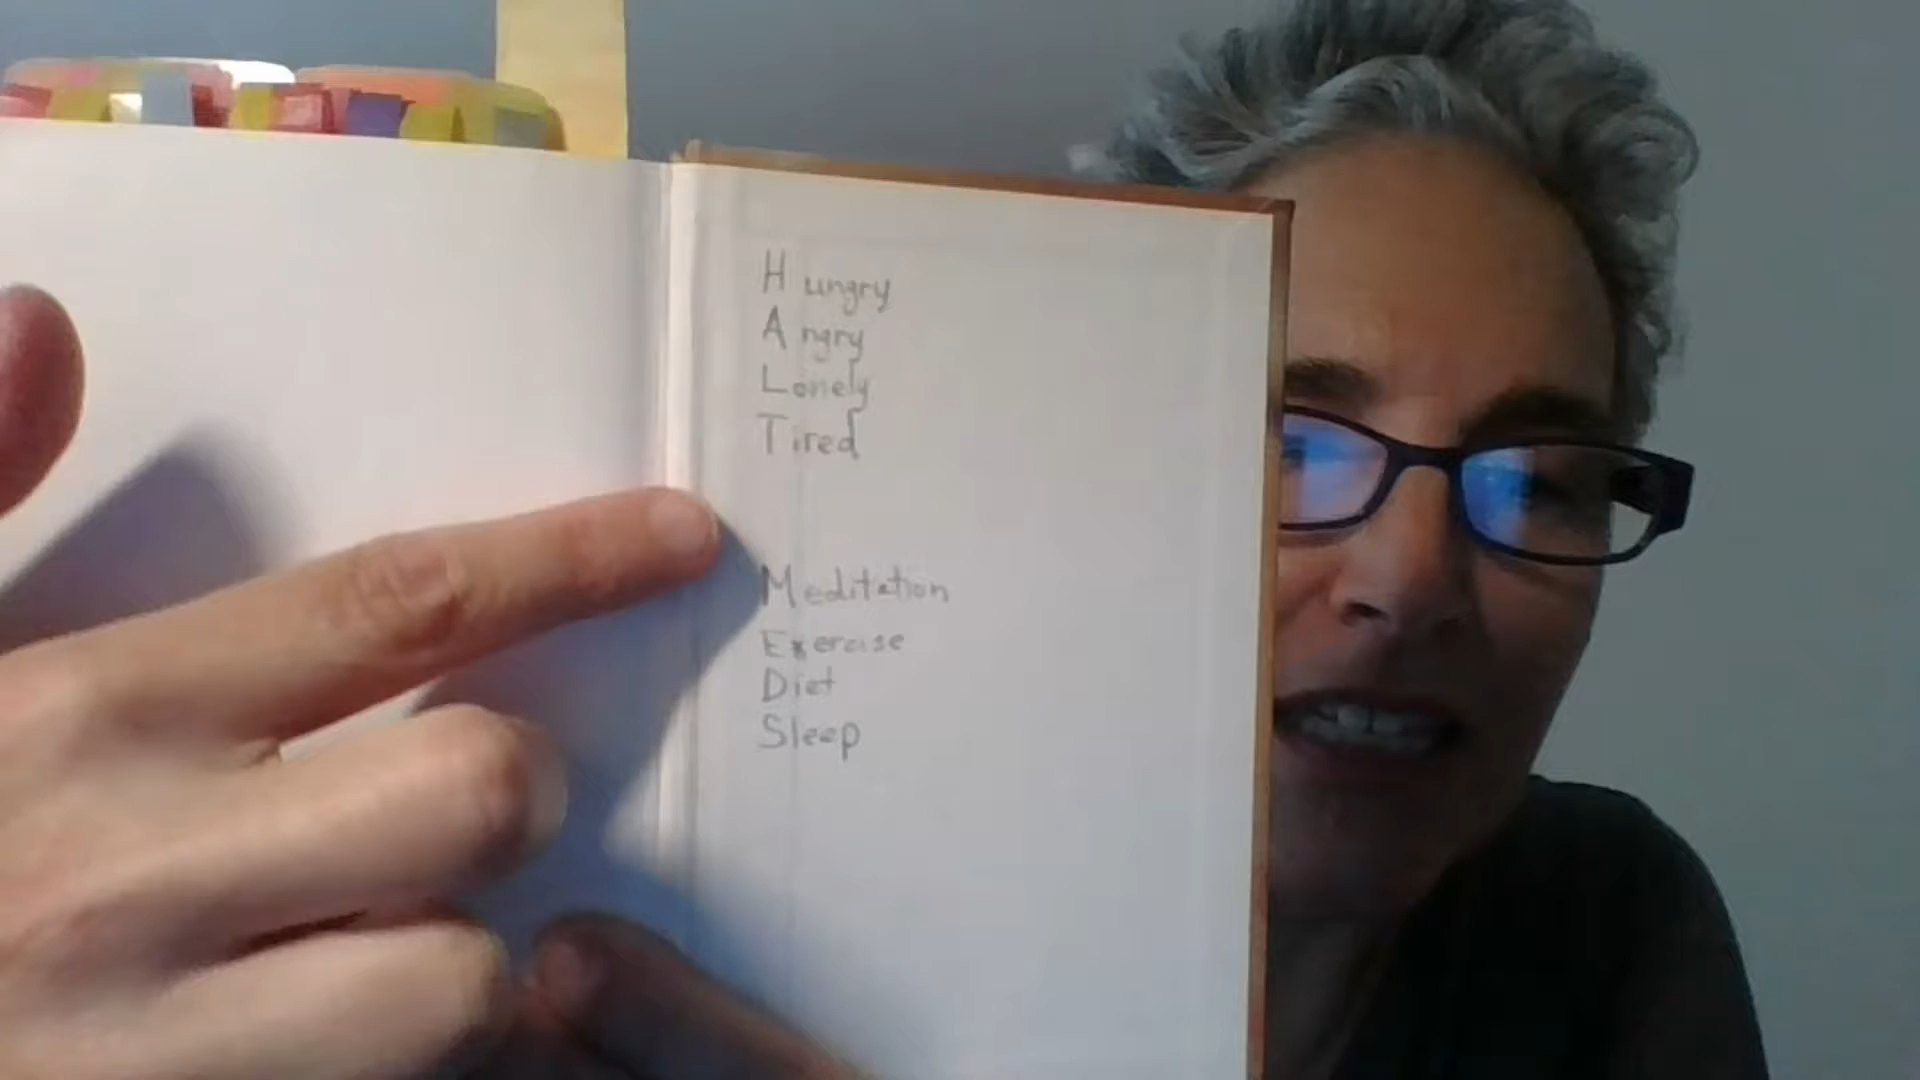 Hungry
Angry
Lonely
Tired
Meditation
Exercise
Diet
Sleep